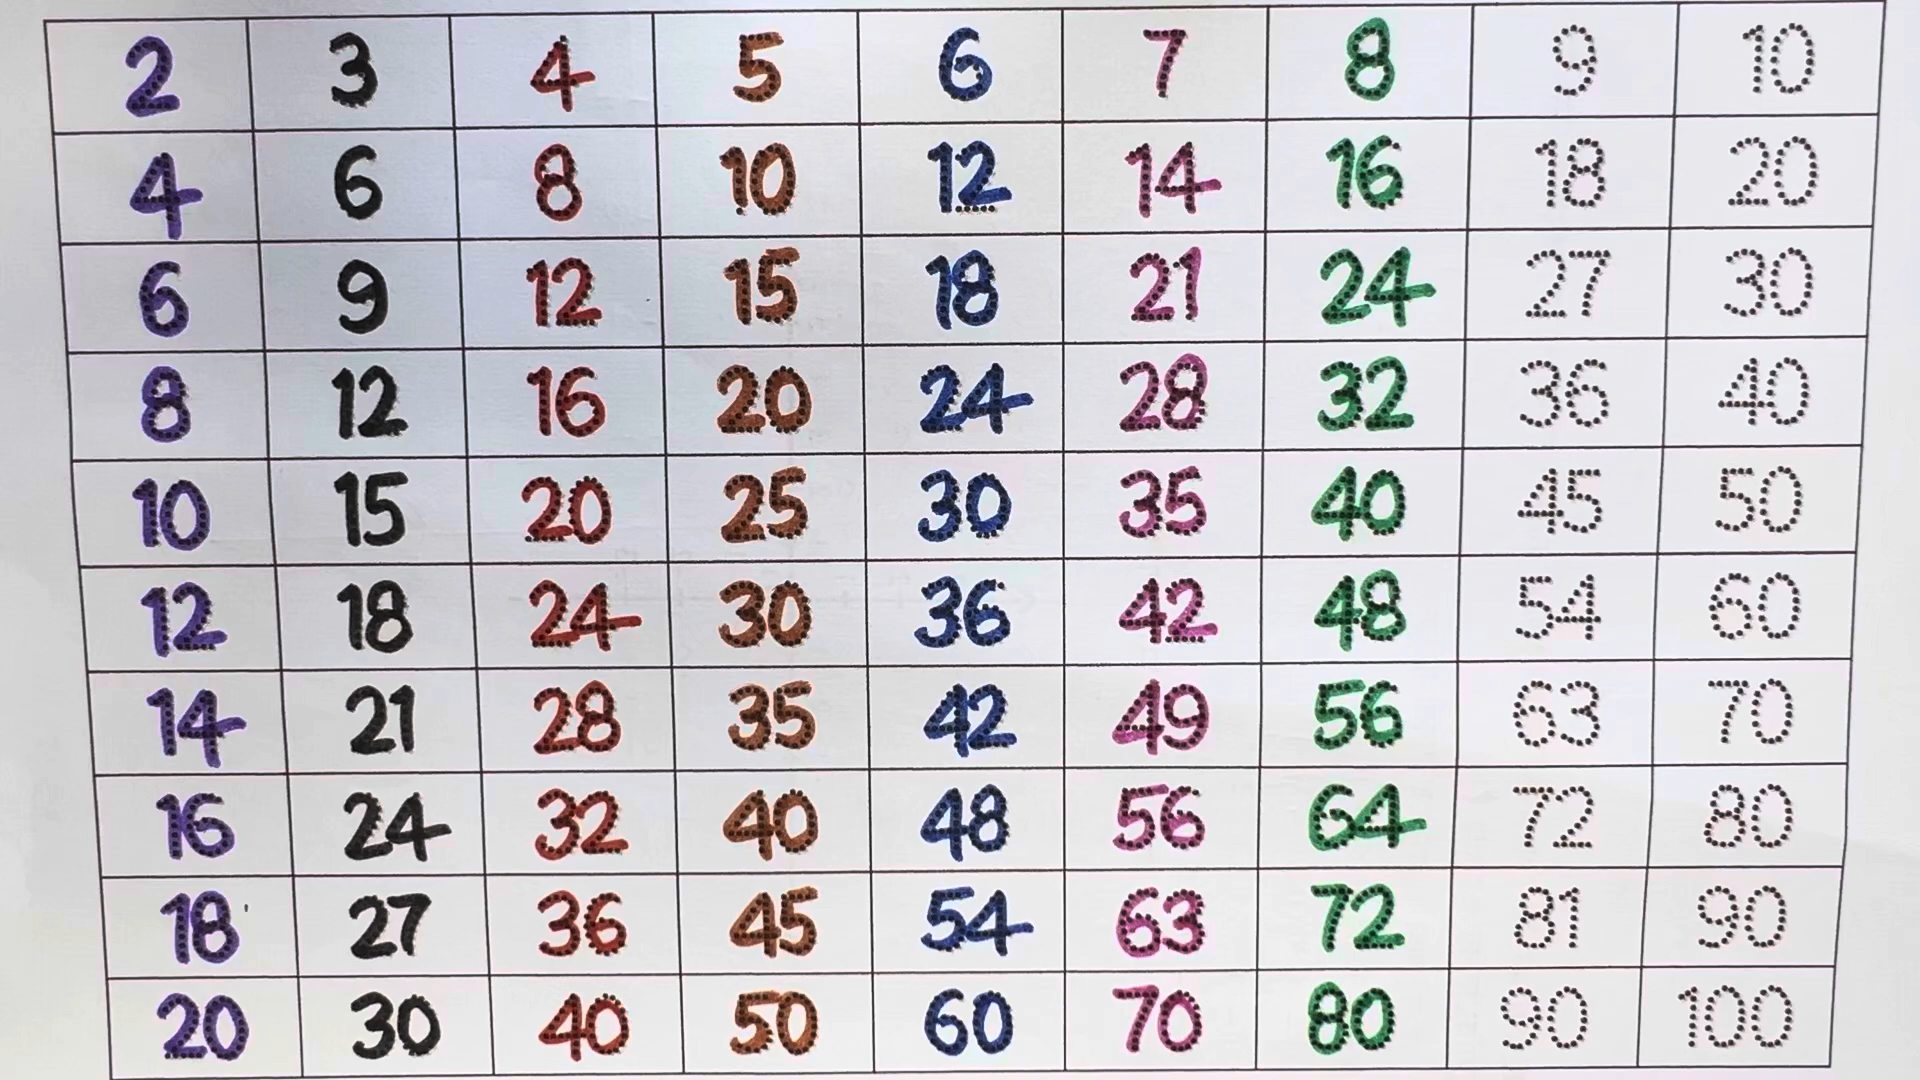 2 3 4 5 6 7 8 9 10
4 6 8 10 12 14 16 18 20
6 9 12 15 18 21 24 27 30
8 12 16 20 24 28 32 36 40
10 15 20 25 30 35 40 45 50
12 18 24 30 36 42 48 54 60
14 21 28 35 42 49 56 63 70
16 24 32 40 48 56 64 72 80
18 27 36 45 54 63 72 81 90
20 30 40 50 60 70 80 90 100